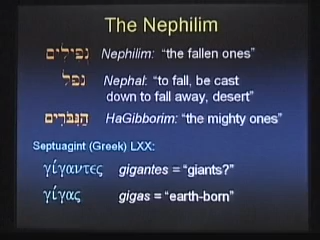 The Nephilim
נפילים Nephilim: “the fallen ones”
נפל Nephal: “to fall, be cast
down to fall away, desert”
הַגִּבֹּרִים HaGibborim: “the mighty ones”
Septuagint (Greek) LXX:
γίγαντες gigantes = “giants?”
γίγας gigas = “earth-born”